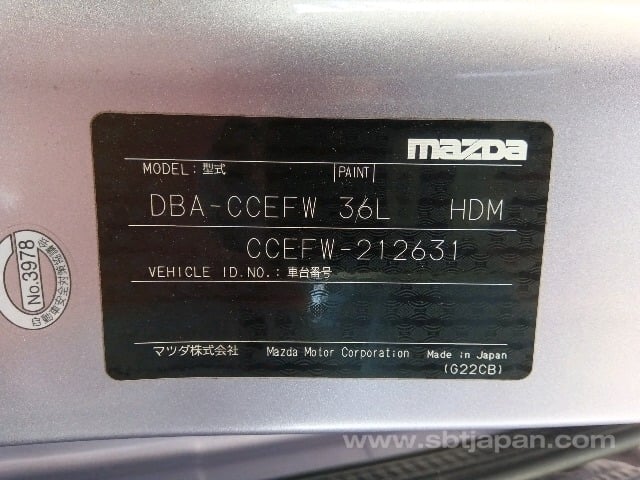 mazda
MODEL:型式 PAINT
DBA-CCEFW 36L HDM
CCEFW-212631
VEHICLE ID.NO.:車台番号
マツダ株式会社 Mazda Motor Corporation Made in Japan
(G22CB)
No.3978
www.sbtjapan.com